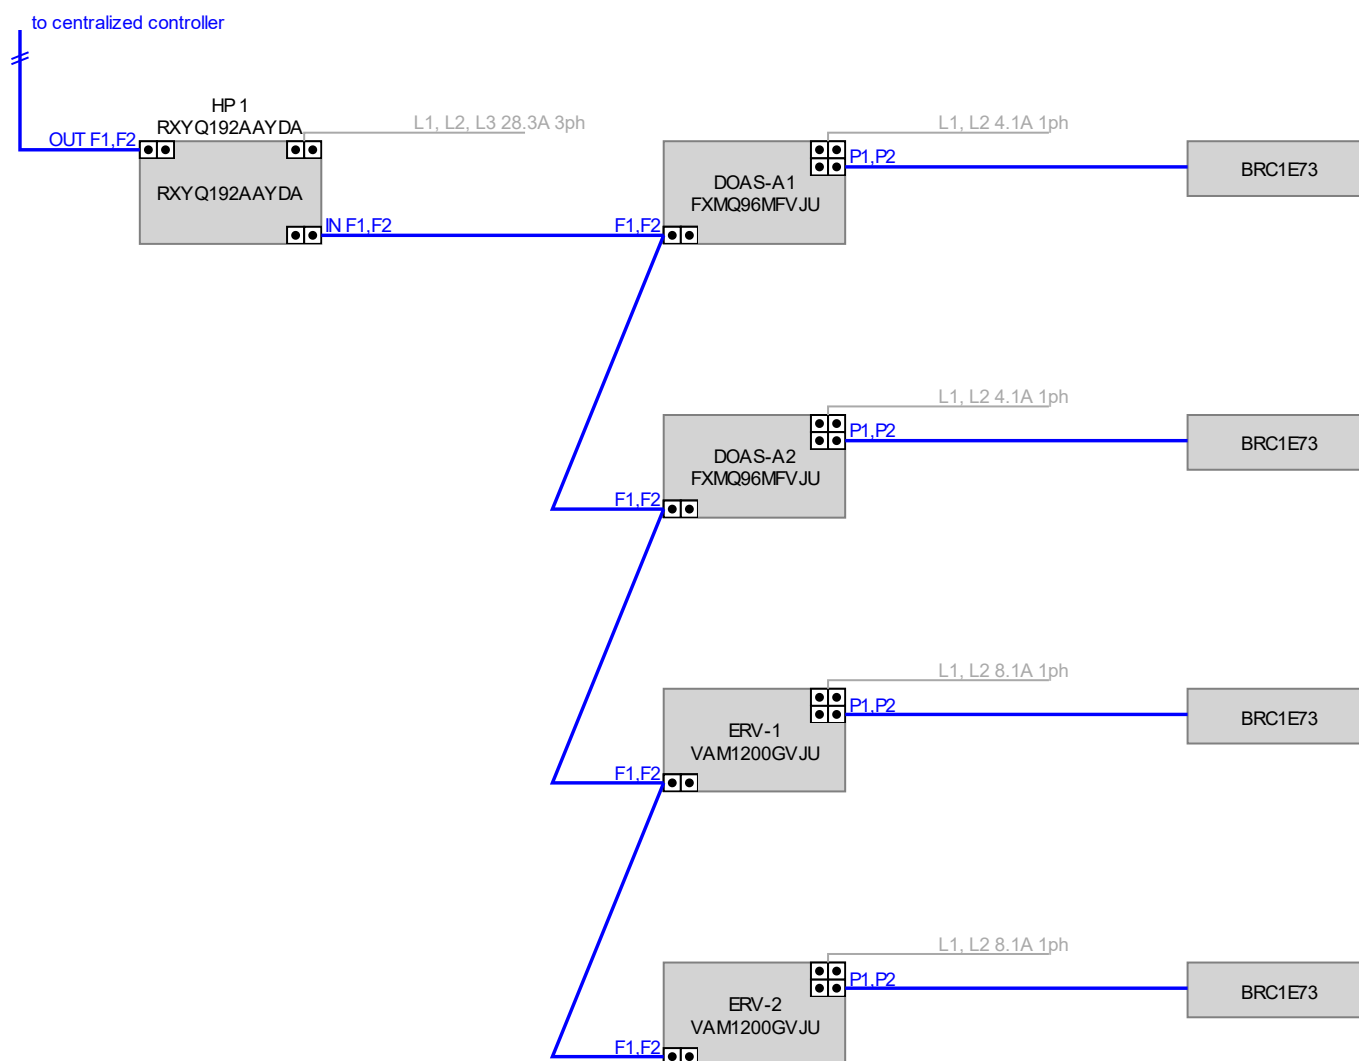 to centralized controller
HP 1
RXYQ192AAYDA
L1, L2, L3 28.3A 3ph
L1, L2 4.1A 1ph
OUT F1,F2
P1,P2
BRC1E73
RXYQ192AAYDA
DOAS-A1
FXMQ96MFVJU
IN F1,F2
F1,F2
L1, L2 4.1A 1ph
P1,P2
BRC1E73
DOAS-A2
FXMQ96MFVJU
F1,F2
L1, L2 8.1A 1ph
P1,P2
BRC1E73
ERV-1
VAM1200GVJU
F1,F2
L1, L2 8.1A 1ph
P1,P2
BRC1E73
ERV-2
VAM1200GVJU
F1,F2